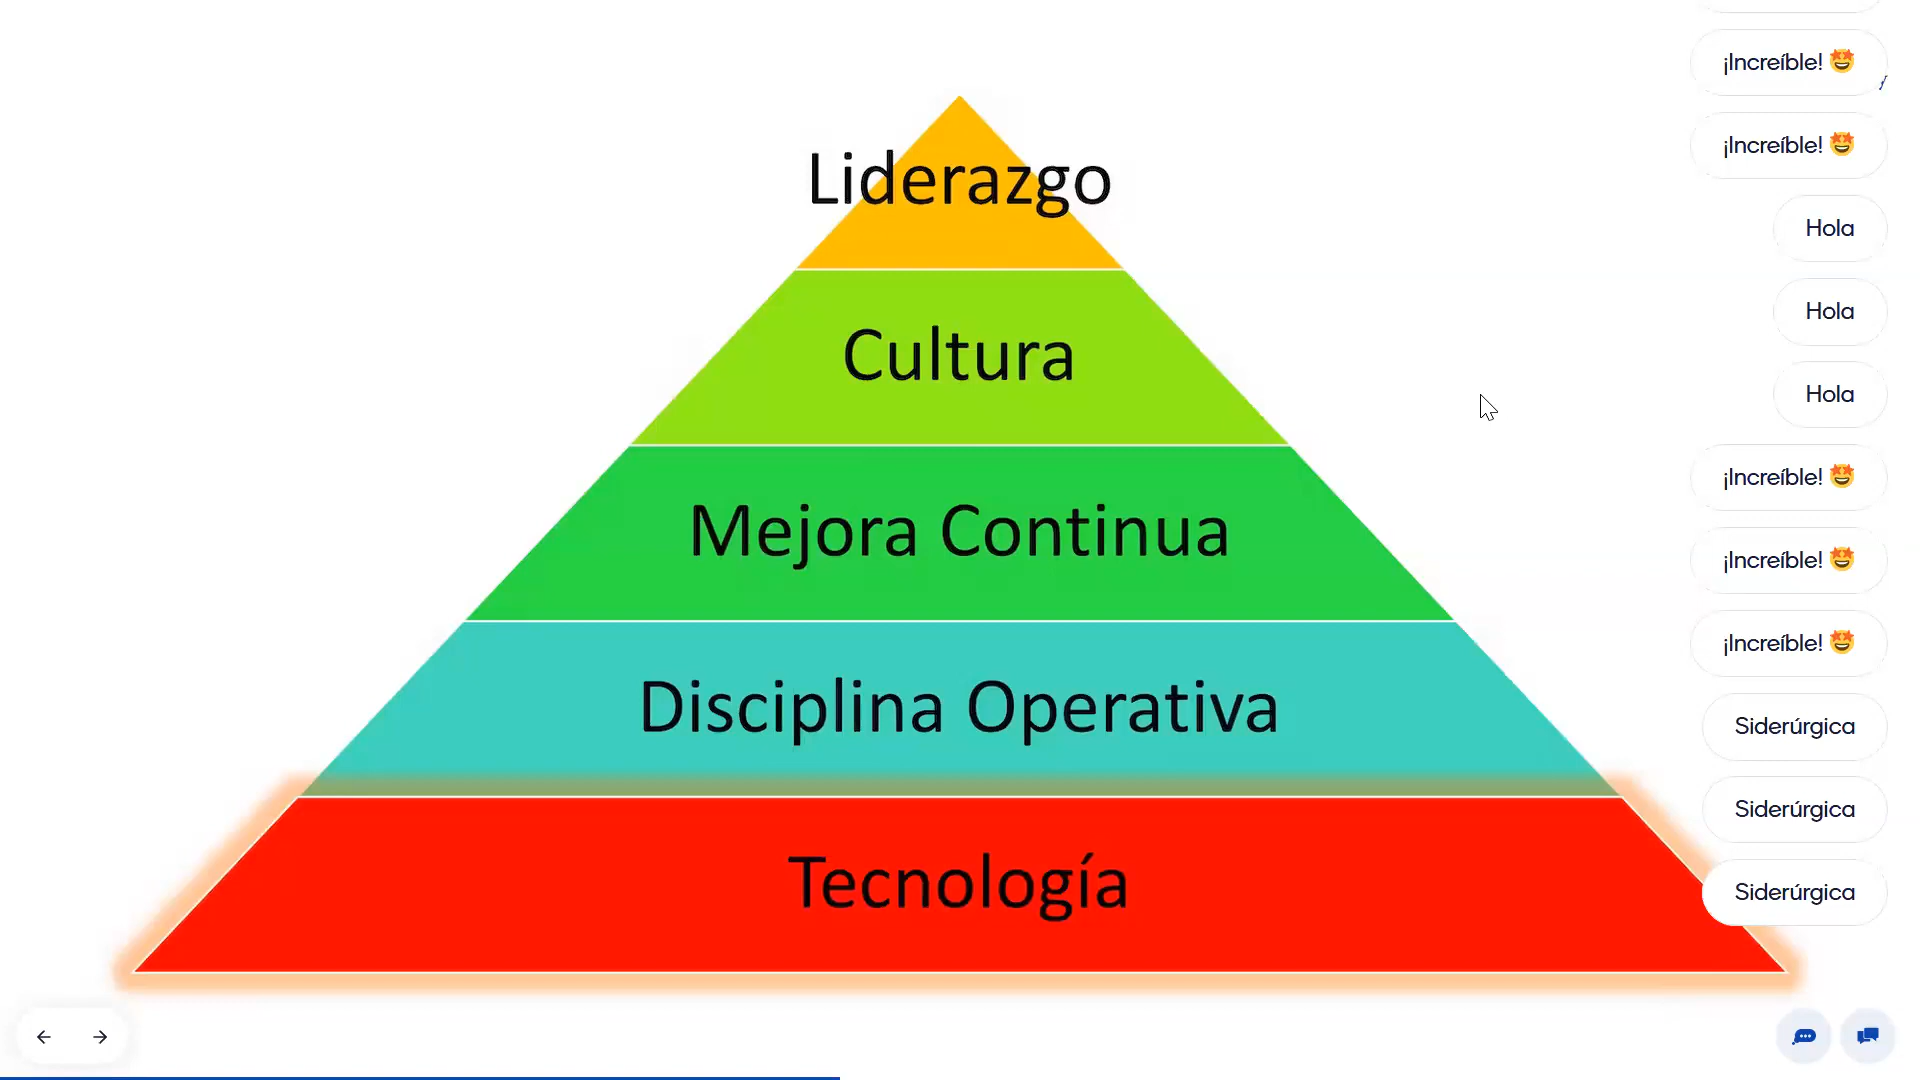 Liderazgo
Cultura
Mejora Continua
Disciplina Operativa
Tecnología
¡Increíble! 🤩
¡Increíble! 🤩
Hola
Hola
Hola
¡Increíble! 🤩
¡Increíble! 🤩
¡Increíble! 🤩
Siderúrgica
Siderúrgica
Siderúrgica